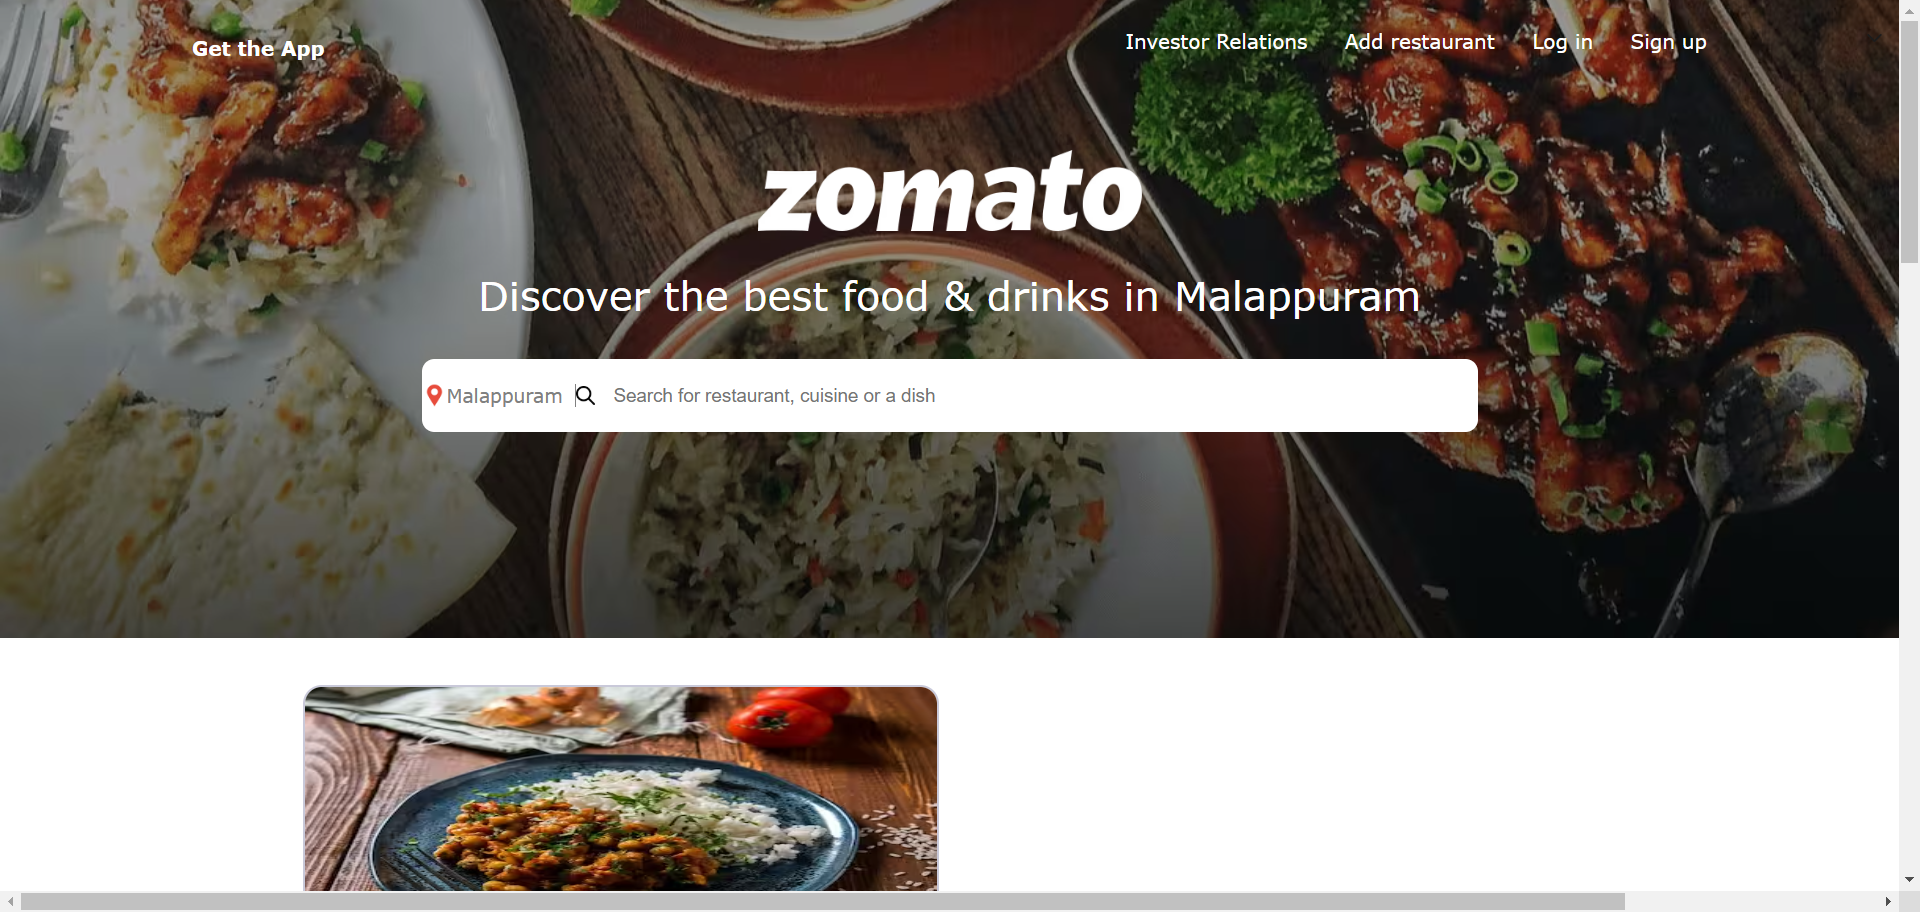 Get the App
Investor Relations
Add restaurant
Log in
Sign up
zomato
Discover the best food & drinks in Malappuram
Malappuram
Search for restaurant, cuisine or a dish